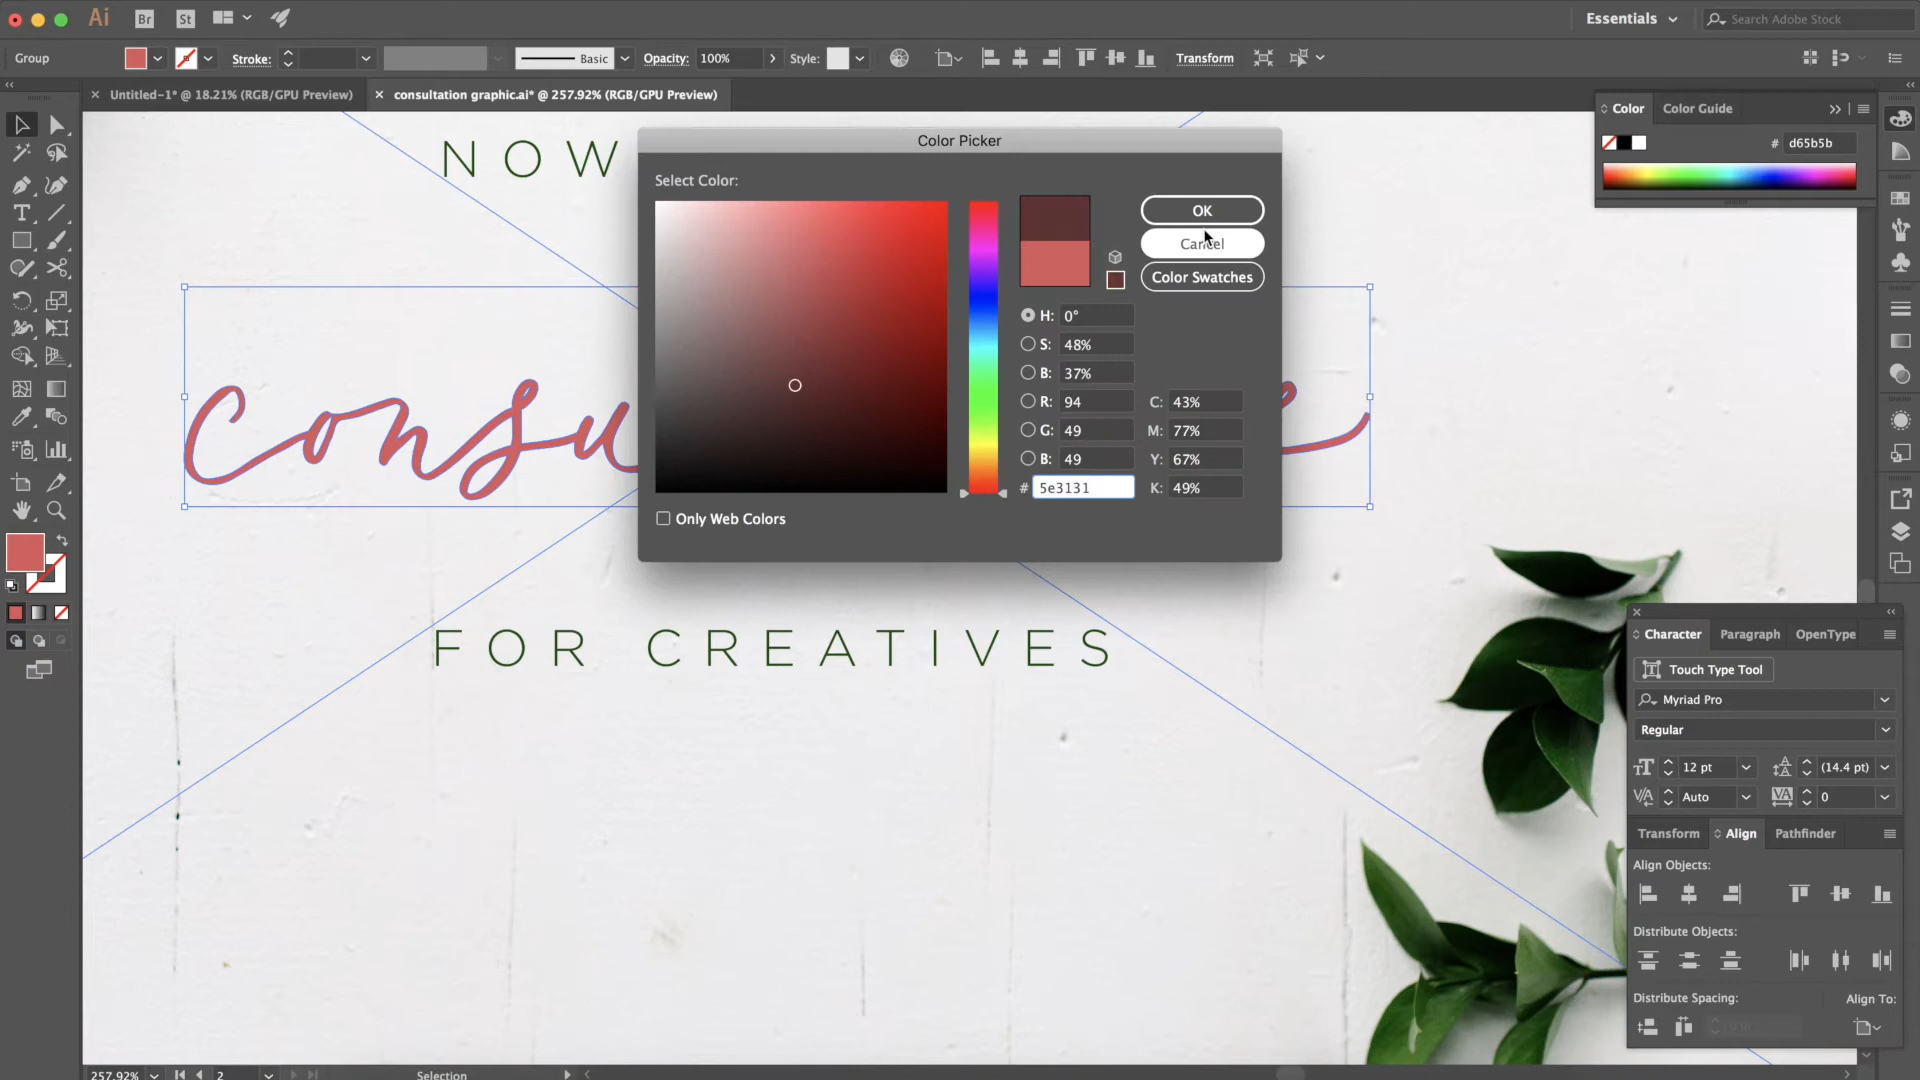 Ai Br St Essentials Search Adobe Stock
Group Stroke: Basic Opacity: 100% Style: Transform
Untitled-1* @ 18.21% (RGB/GPU Preview) consultation graphic.ai* @ 257.92% (RGB/GPU Preview)
Color Color Guide
# d65b5b
NOW
Color Picker
Select Color:
OK
Cancel
Color Swatches
H: 0°
S: 48%
B: 37%
R: 94 C: 43%
G: 49 M: 77%
B: 49 Y: 67%
# 5e3131 K: 49%
Only Web Colors
consu
FOR CREATIVES
Character Paragraph OpenType
Touch Type Tool
Myriad Pro
Regular
12 pt (14.4 pt)
Auto 0
Transform Align Pathfinder
Align Objects:
Distribute Objects:
Distribute Spacing: Align To:
257.92% 2 Selection